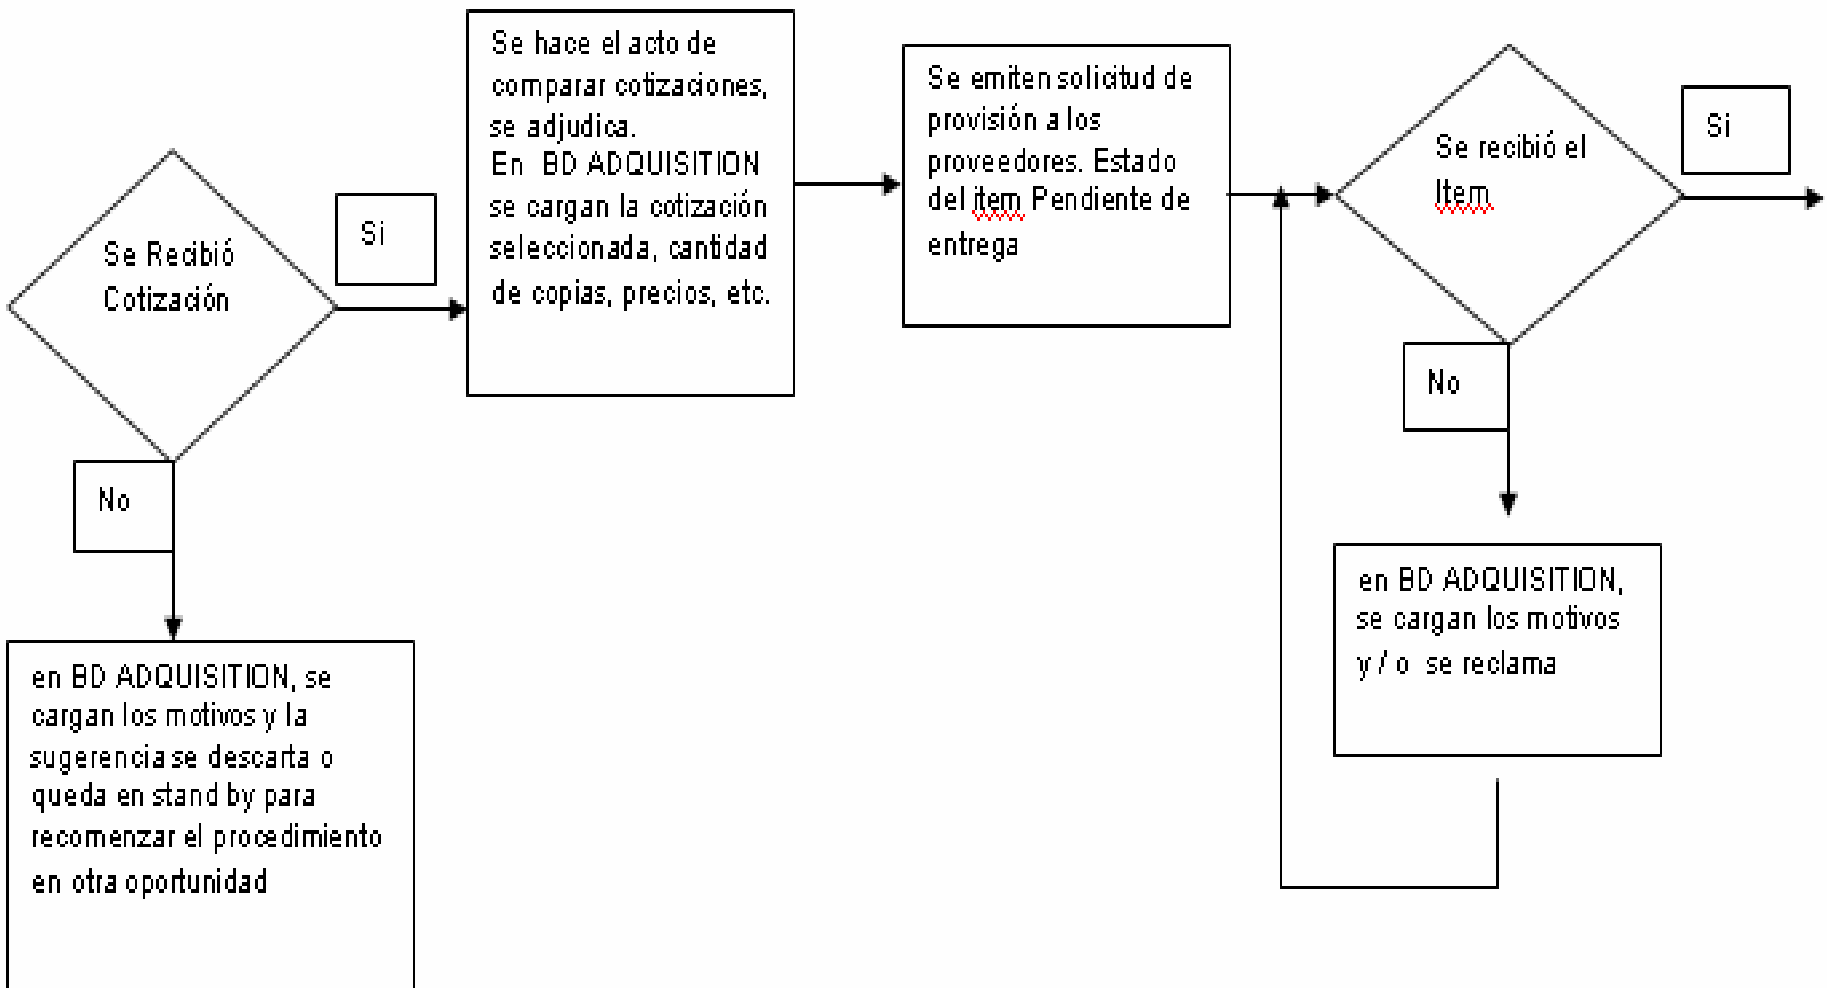 Se Recibió
Cotización
Si
No
en BD ADQUISITION, se
cargan los motivos y la
sugerencia se descarta o
queda en stand by para
recomenzar el procedimiento
en otra oportunidad
Se hace el acto de
comparar cotizaciones,
se adjudica.
En BD ADQUISITION
se cargan la cotización
seleccionada, cantidad
de copias, precios, etc.
Se emiten solicitud de
provisión a los
proveedores. Estado
del item Pendiente de
entrega
Se recibió el
Item
Si
No
en BD ADQUISITION,
se cargan los motivos
y / o se reclama